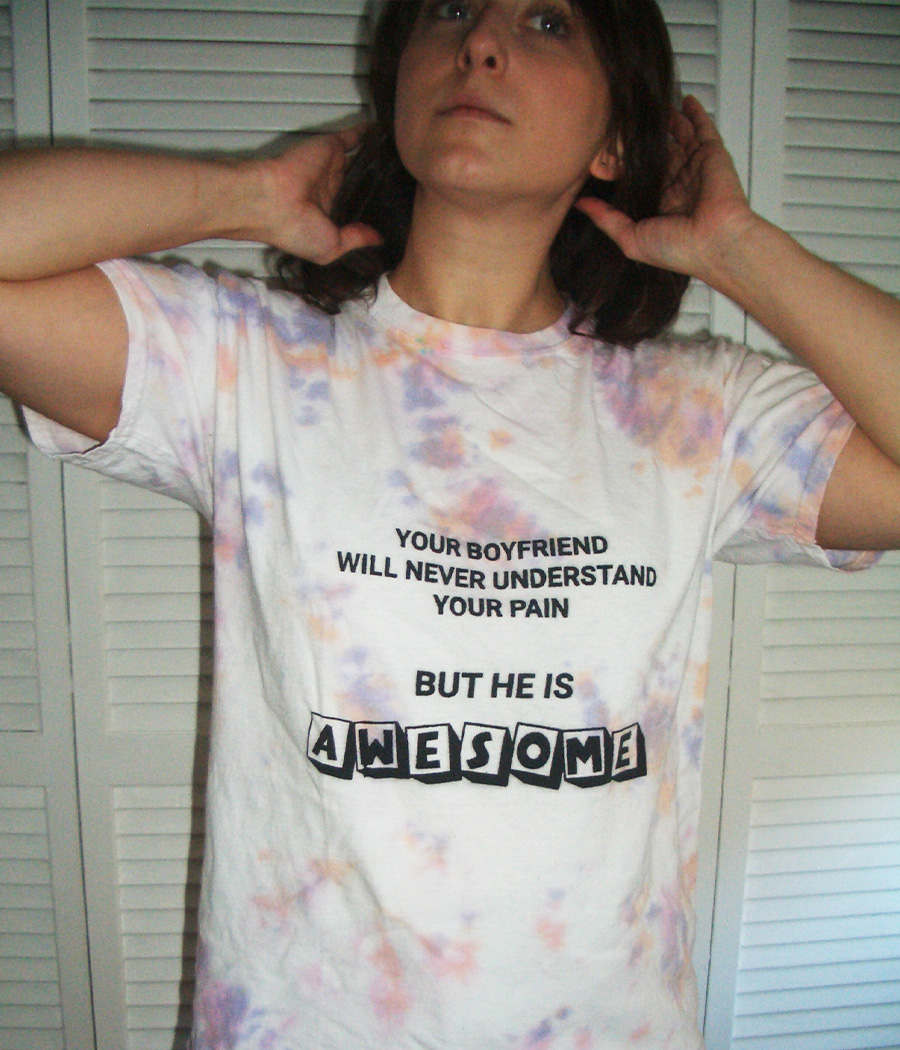 YOUR BOYFRIEND
WILL NEVER UNDERSTAND
YOUR PAIN
BUT HE IS
AWESOME